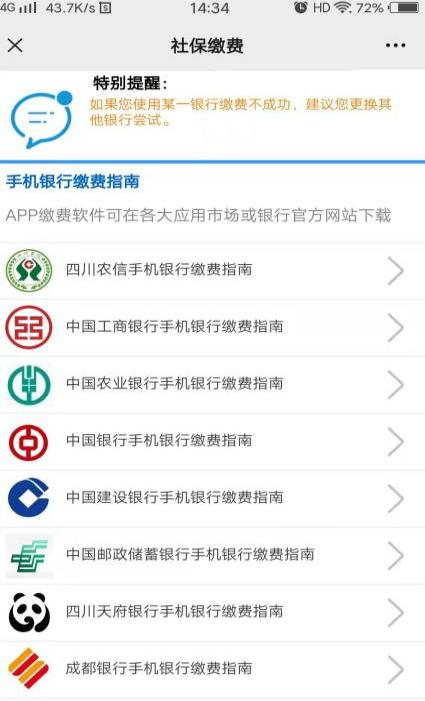 4G 43.7K/s 14:34 HD 72%
社保缴费
特别提醒：
如果您使用某一银行缴费不成功，建议您更换其
他银行尝试。
手机银行缴费指南
APP缴费软件可在各大应用市场或银行官方网站下载
四川农信手机银行缴费指南
中国工商银行手机银行缴费指南
中国农业银行手机银行缴费指南
中国银行手机银行缴费指南
中国建设银行手机银行缴费指南
中国邮政储蓄银行手机银行缴费指南
四川天府银行手机银行缴费指南
成都银行手机银行缴费指南